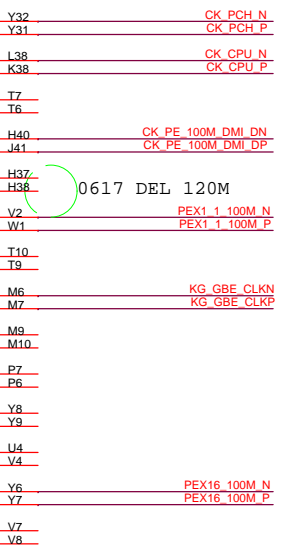 Y32 CK_PCH_N
Y31 CK_PCH_P
L38 CK_CPU_N
K38 CK_CPU_P
T7
T6
H40 CK_PE_100M_DMI_DN
J41 CK_PE_100M_DMI_DP
H37
H38 0617 DEL 120M
V2 PEX1_1_100M_N
W1 PEX1_1_100M_P
T10
T9
M6 KG_GBE_CLKN
M7 KG_GBE_CLKP
M9
M10
P7
P6
Y8
Y9
U4
V4
Y6 PEX16_100M_N
Y7 PEX16_100M_P
V7
V8